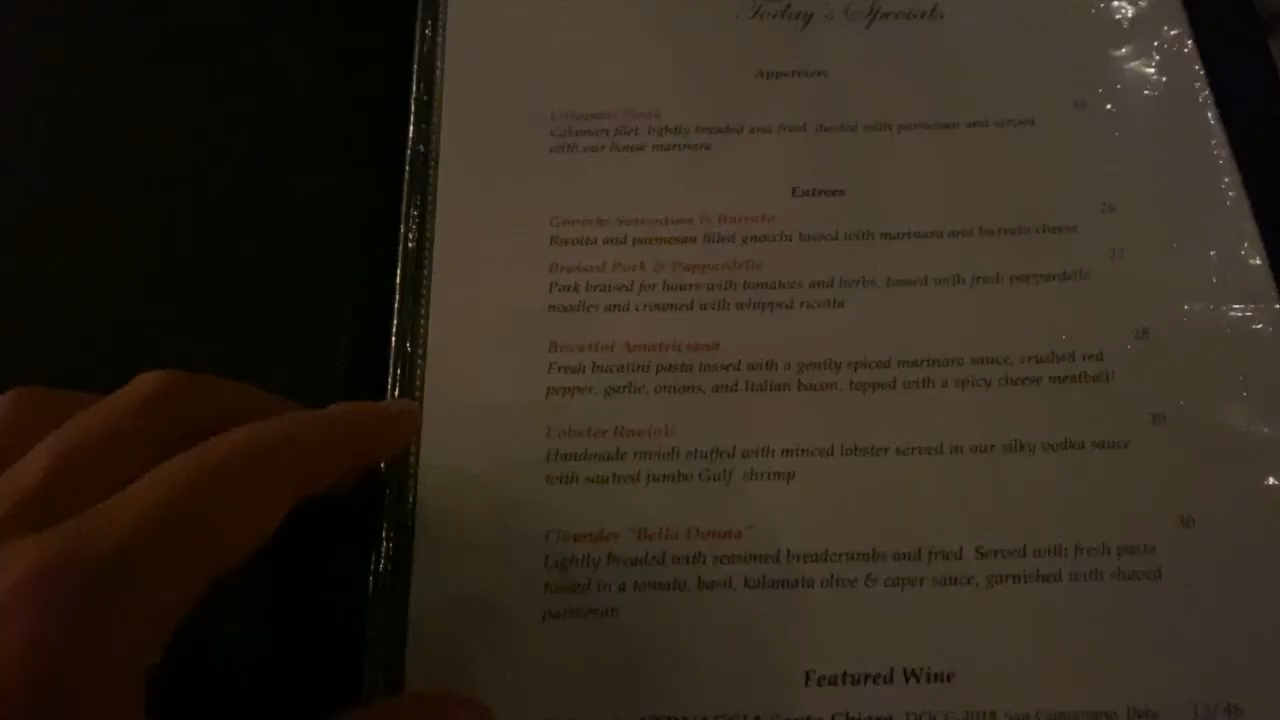 Today's Specials
Appetizers
Calamari filet, lightly breaded and fried, dusted with parmesan and served
with our house marinara
Entrees
Gnocchi Sorrentina & Burrata 26
Ricotta and parmesan filled gnocchi tossed with marinara and burrata cheese
Braised Pork & Pappardelle
Pork braised for hours with tomatoes and herbs, tossed with fresh pappardelle
noodles and crowned with whipped ricotta
Bucatini Amatriciana 28
Fresh bucatini pasta tossed with a gently spiced marinara sauce, crushed red
pepper, garlic, onions, and Italian bacon, topped with a spicy cheese meatball!
Lobster Ravioli 29
Handmade ravioli stuffed with minced lobster served in our silky vodka sauce
with sauteed jumbo Gulf shrimp
Flounder "Bella Donna" 30
Lightly breaded with seasoned breadcrumbs and fried. Served with fresh pasta
tossed in a tomato, basil, kalamata olive & caper sauce, garnished with shaved
parmesan
Featured Wine